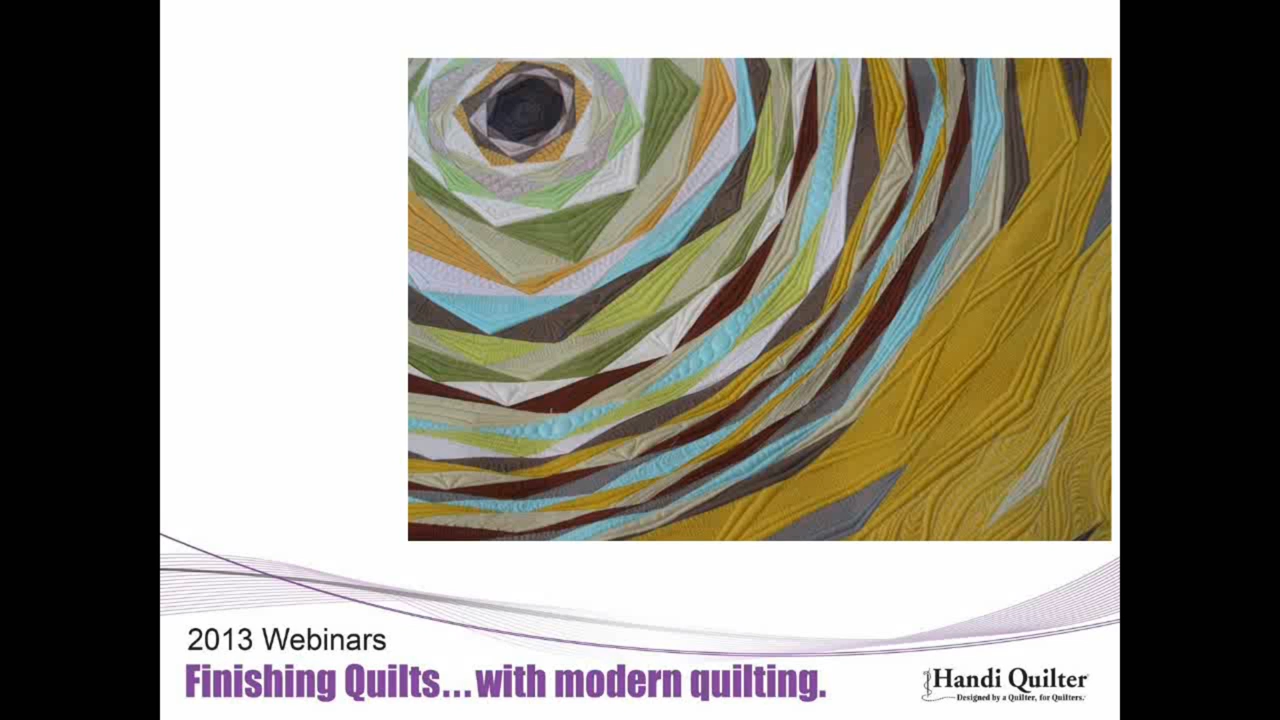 2013 Webinars
Finishing Quilts...with modern quilting.
Handi Quilter
Designed by a Quilter, for Quilters.